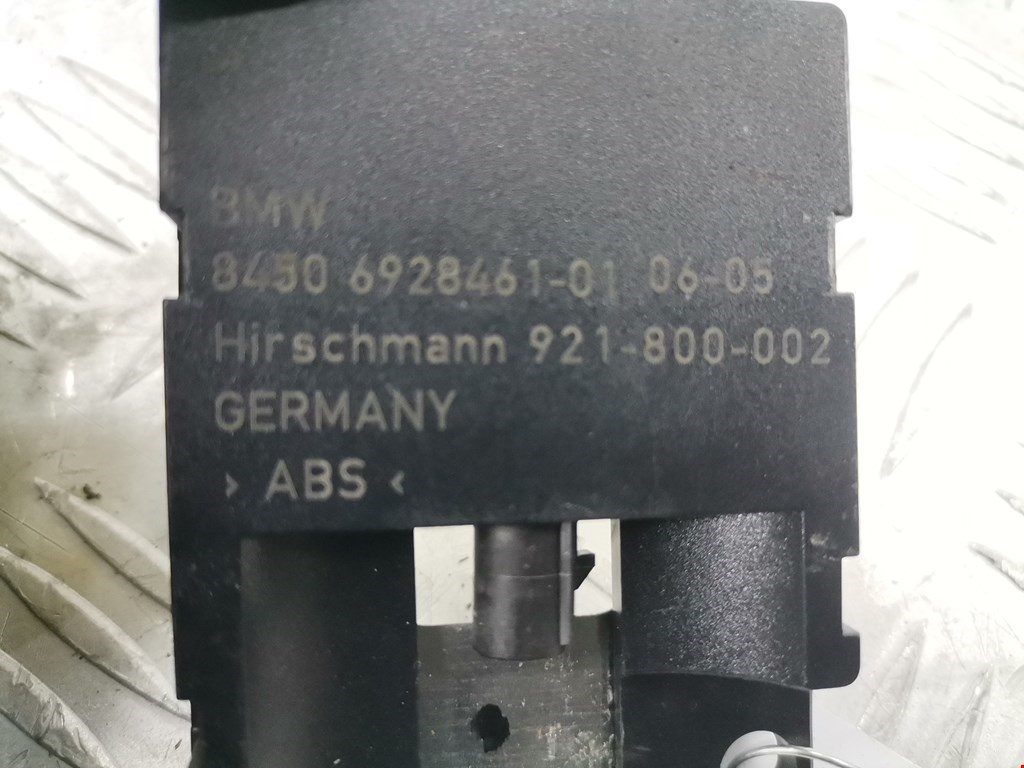 BMW
8450 6928461-01 06-05
Hirschmann 921-800-002
GERMANY
> ABS <